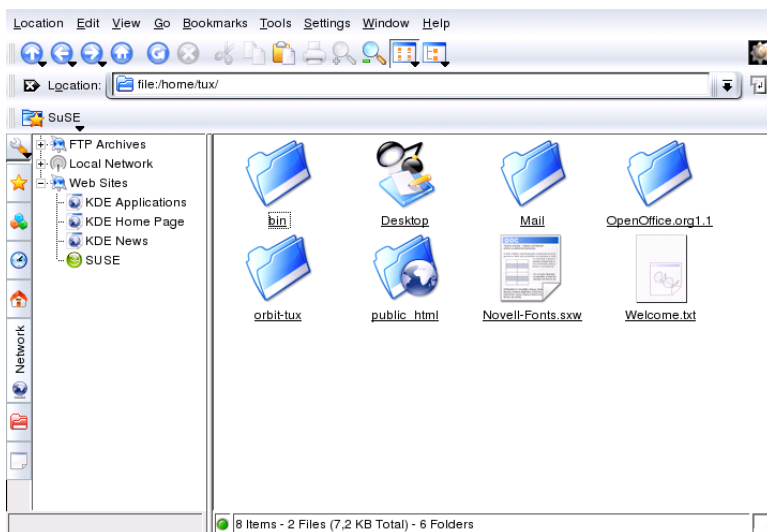 Location Edit View Go Bookmarks Tools Settings Window Help
Location: file:/home/tux/
SuSE
FTP Archives
Local Network
Web Sites
KDE Applications
KDE Home Page
KDE News
SUSE
Network
bin Desktop Mail OpenOffice.org1.1
DOC
orbit-tux public_html Novell-Fonts.sxw Welcome.txt
8 Items - 2 Files (7,2 KB Total) - 6 Folders